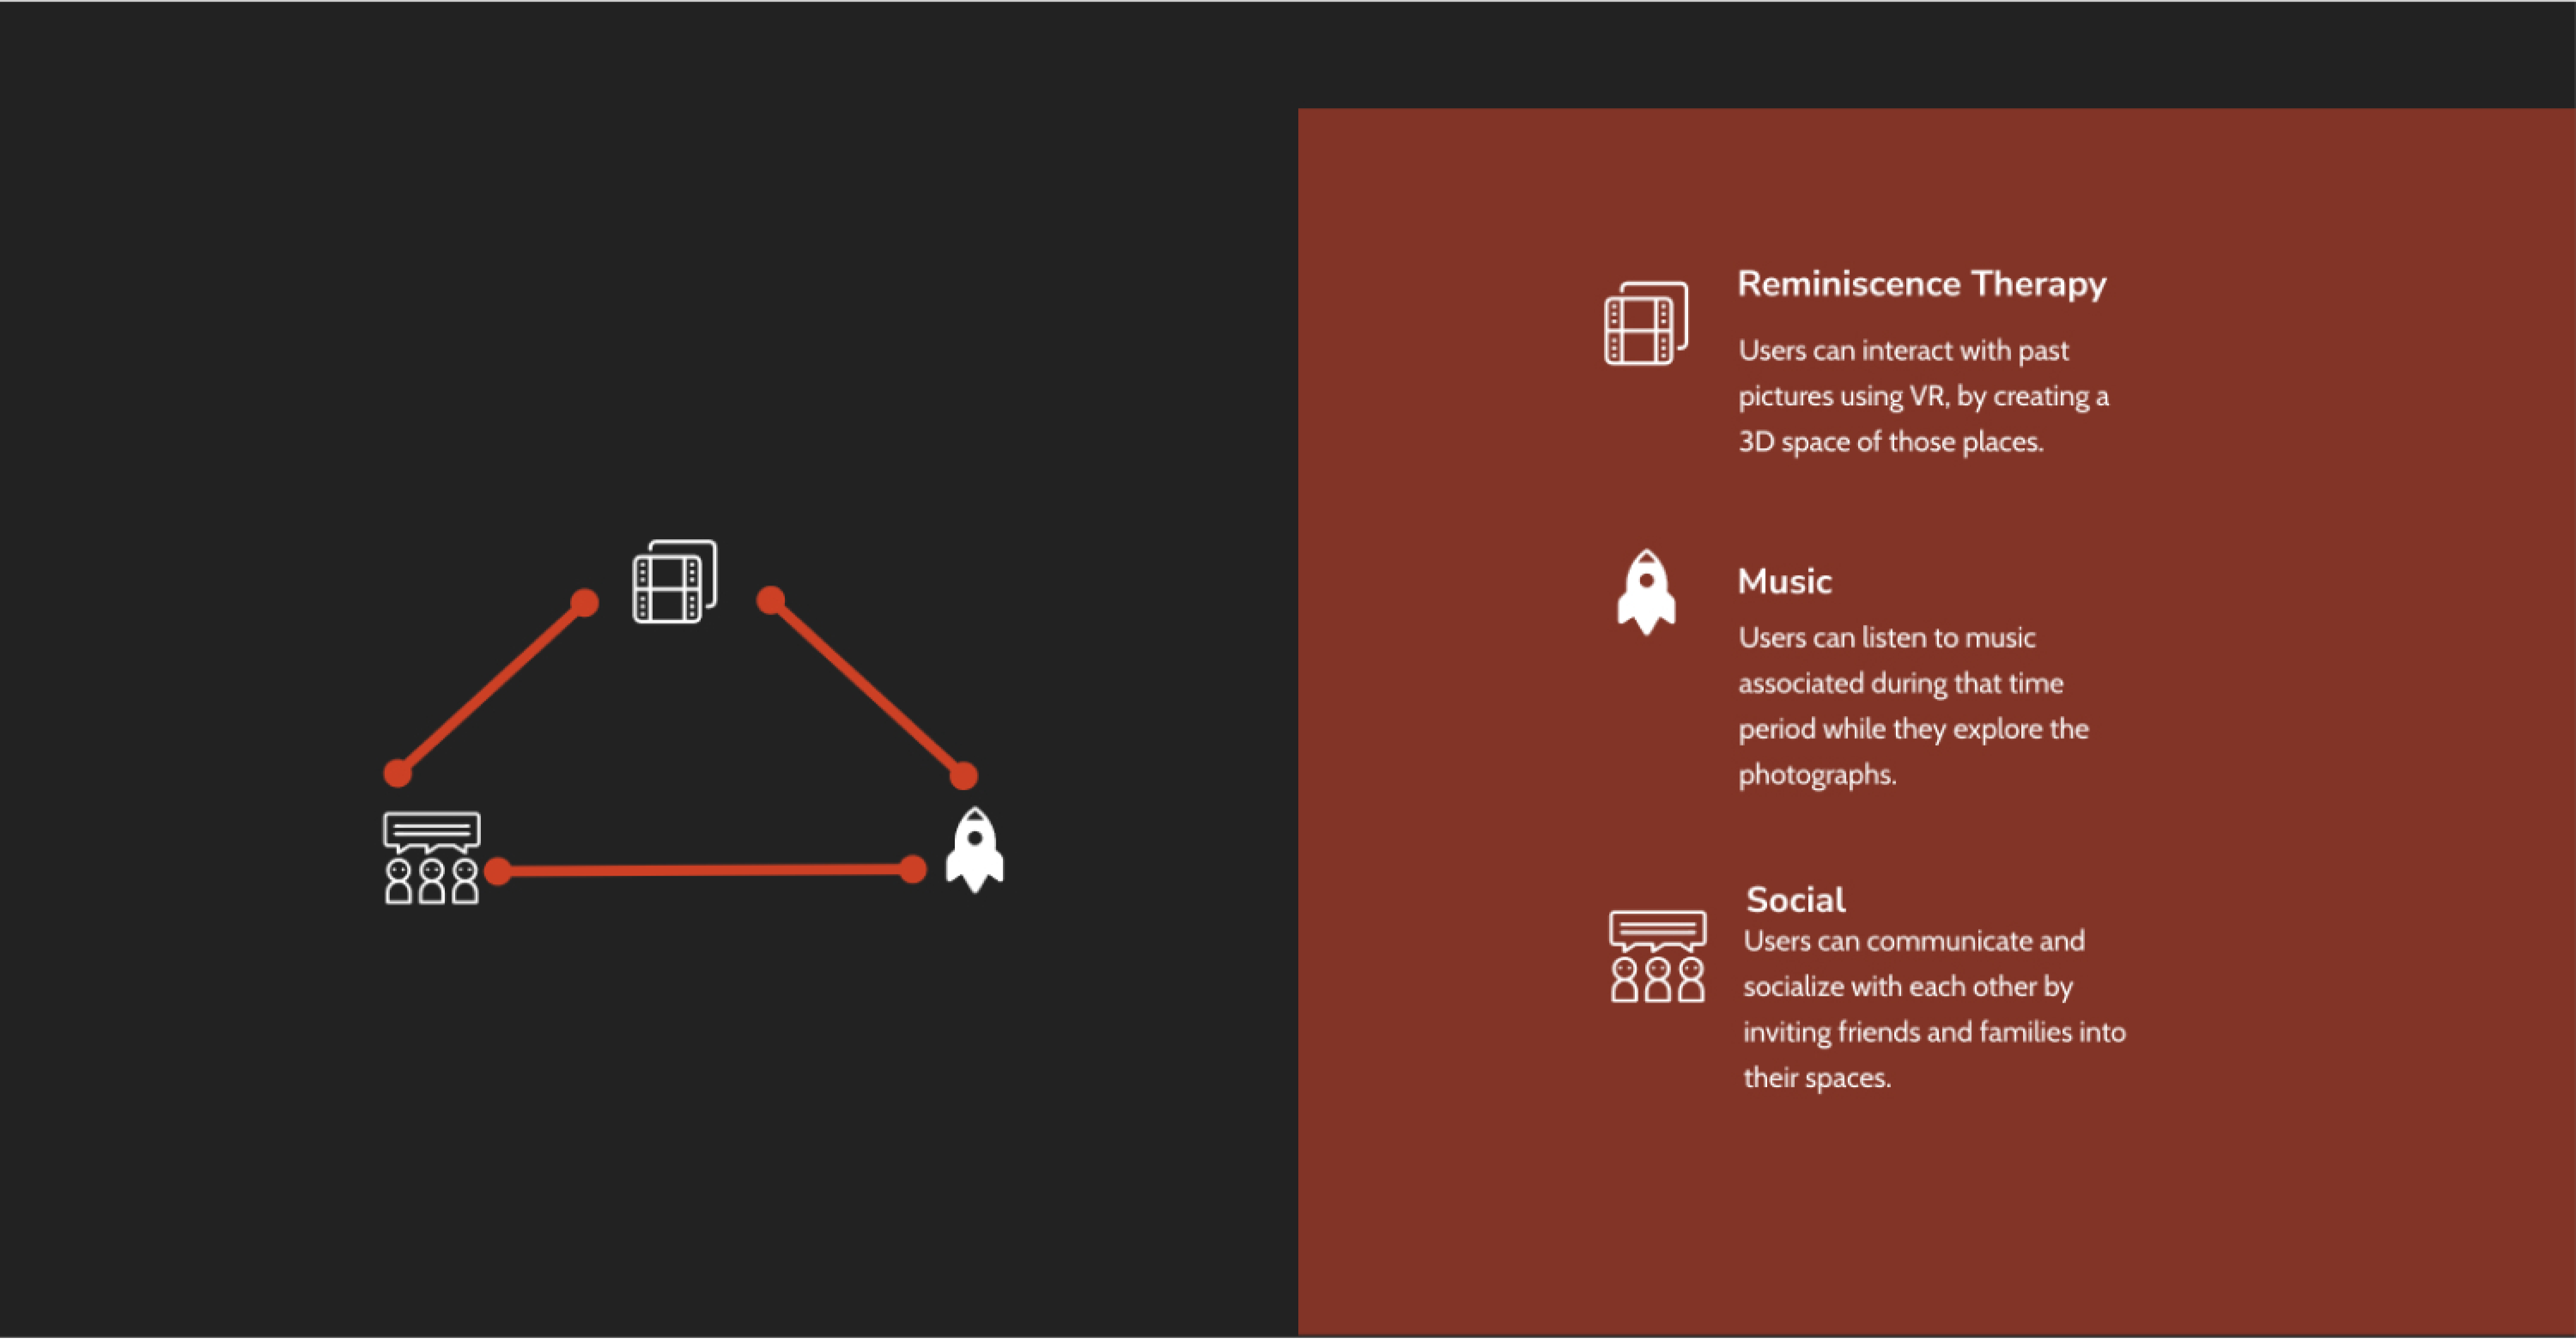 Reminiscence Therapy
Users can interact with past
pictures using VR, by creating a
3D space of those places.
Music
Users can listen to music
associated during that time
period while they explore the
photographs.
Social
Users can communicate and
socialize with each other by
inviting friends and families into
their spaces.